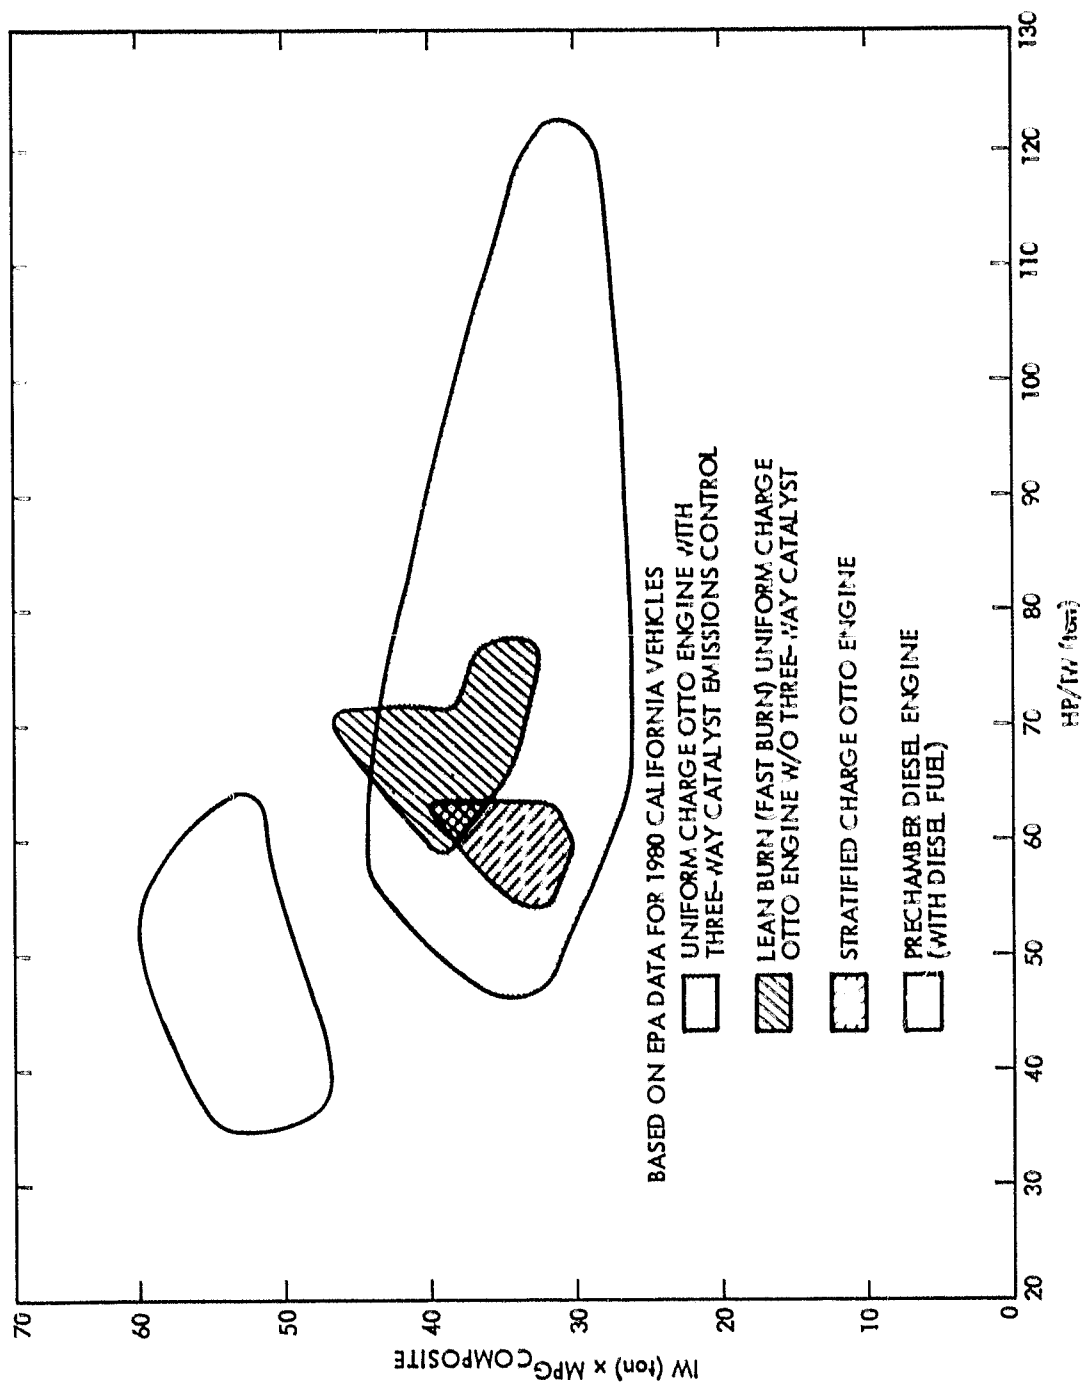 70
60
50
40
30
20
10
0
IW (ton) x MPG COMPOSITE
20 30 40 50 60 70 80 90 100 110 120 130
HP/IW (ton)
BASED ON EPA DATA FOR 1980 CALIFORNIA VEHICLES
UNIFORM CHARGE OTTO ENGINE WITH
THREE-WAY CATALYST EMISSIONS CONTROL
LEAN BURN (FAST BURN) UNIFORM CHARGE
OTTO ENGINE W/O THREE-WAY CATALYST
STRATIFIED CHARGE OTTO ENGINE
PRECHAMBER DIESEL ENGINE
(WITH DIESEL FUEL)